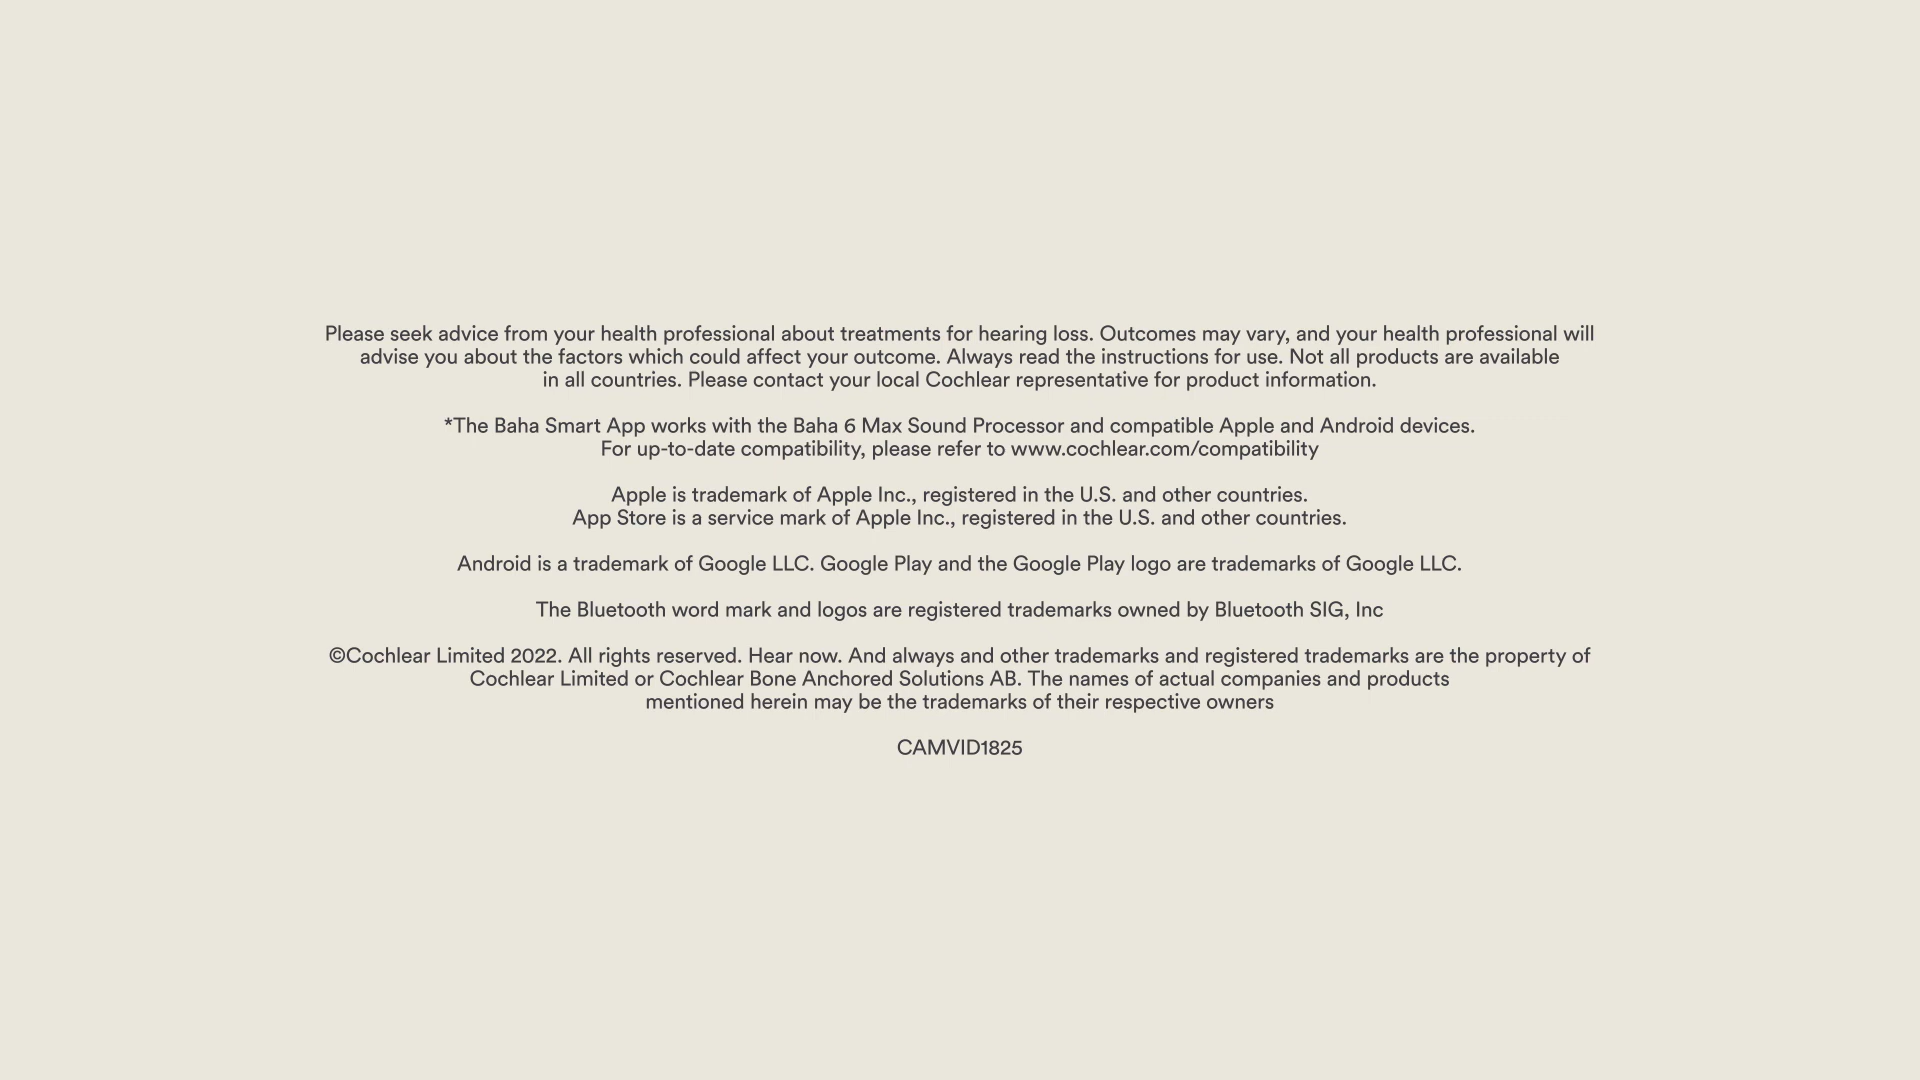 Please seek advice from your health professional about treatments for hearing loss. Outcomes may vary, and your health professional will
advise you about the factors which could affect your outcome. Always read the instructions for use. Not all products are available
in all countries. Please contact your local Cochlear representative for product information.
*The Baha Smart App works with the Baha 6 Max Sound Processor and compatible Apple and Android devices.
For up-to-date compatibility, please refer to www.cochlear.com/compatibility
Apple is trademark of Apple Inc., registered in the U.S. and other countries.
App Store is a service mark of Apple Inc., registered in the U.S. and other countries.
Android is a trademark of Google LLC. Google Play and the Google Play logo are trademarks of Google LLC.
The Bluetooth word mark and logos are registered trademarks owned by Bluetooth SIG, Inc
©Cochlear Limited 2022. All rights reserved. Hear now. And always and other trademarks and registered trademarks are the property of
Cochlear Limited or Cochlear Bone Anchored Solutions AB. The names of actual companies and products
mentioned herein may be the trademarks of their respective owners
CAMVID1825